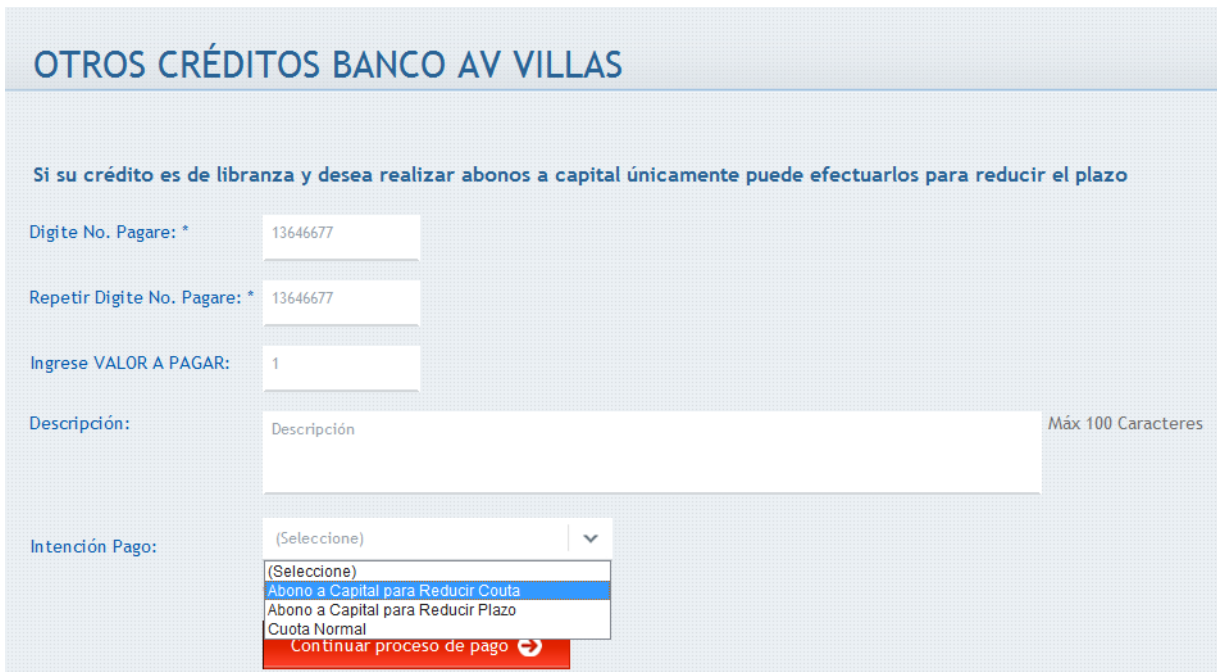 OTROS CRÉDITOS BANCO AV VILLAS
Si su crédito es de libranza y desea realizar abonos a capital únicamente puede efectuarlos para reducir el plazo
Digite No. Pagare: * 13646677
Repetir Digite No. Pagare: * 13646677
Ingrese VALOR A PAGAR: 1
Descripción: Descripción Máx 100 Caracteres
Intención Pago: (Seleccione)
(Seleccione)
Abono a Capital para Reducir Couta
Abono a Capital para Reducir Plazo
Cuota Normal
Continuar proceso de pago